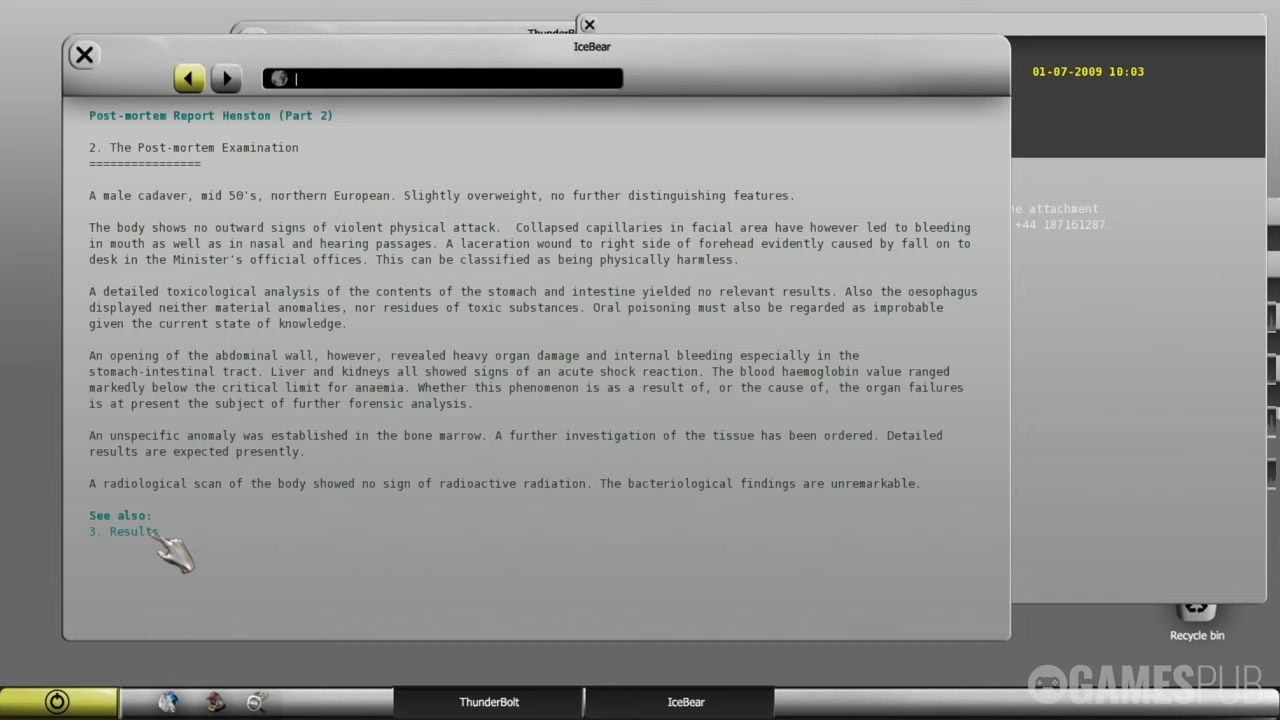 ThunderB
IceBear
01-07-2009 10:03
Post-mortem Report Henston (Part 2)
2. The Post-mortem Examination
================
A male cadaver, mid 50's, northern European. Slightly overweight, no further distinguishing features.
The body shows no outward signs of violent physical attack.  Collapsed capillaries in facial area have however led to bleeding
in mouth as well as in nasal and hearing passages. A laceration wound to right side of forehead evidently caused by fall on to
desk in the Minister's official offices. This can be classified as being physically harmless.
he attachment.
+44 187161287.
A detailed toxicological analysis of the contents of the stomach and intestine yielded no relevant results. Also the oesophagus
displayed neither material anomalies, nor residues of toxic substances. Oral poisoning must also be regarded as improbable
given the current state of knowledge.
An opening of the abdominal wall, however, revealed heavy organ damage and internal bleeding especially in the
stomach-intestinal tract. Liver and kidneys all showed signs of an acute shock reaction. The blood haemoglobin value ranged
markedly below the critical limit for anaemia. Whether this phenomenon is as a result of, or the cause of, the organ failures
is at present the subject of further forensic analysis.
An unspecific anomaly was established in the bone marrow. A further investigation of the tissue has been ordered. Detailed
results are expected presently.
A radiological scan of the body showed no sign of radioactive radiation. The bacteriological findings are unremarkable.
See also:
3. Results
Recycle bin
GAMESPUB
ThunderBolt
IceBear